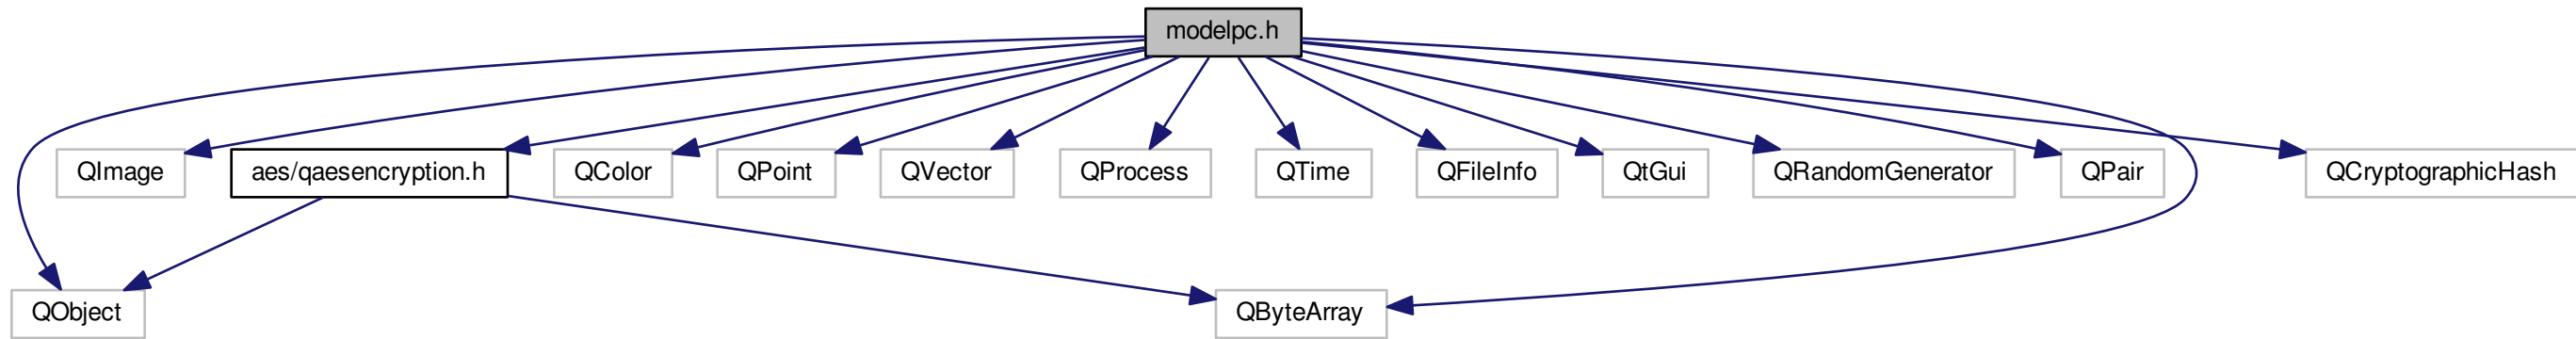 modelpc.h
QImage
aes/qaesencryption.h
QColor
QPoint
QVector
QProcess
QTime
QFileInfo
QtGui
QRandomGenerator
QPair
QCryptographicHash
QObject
QByteArray